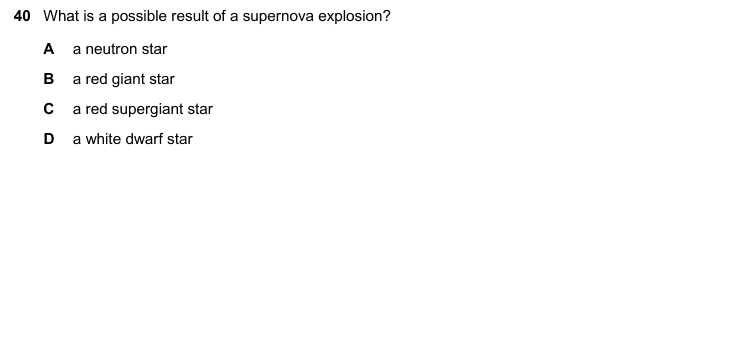 40 What is a possible result of a supernova explosion?
A a neutron star
B a red giant star
C a red supergiant star
D a white dwarf star